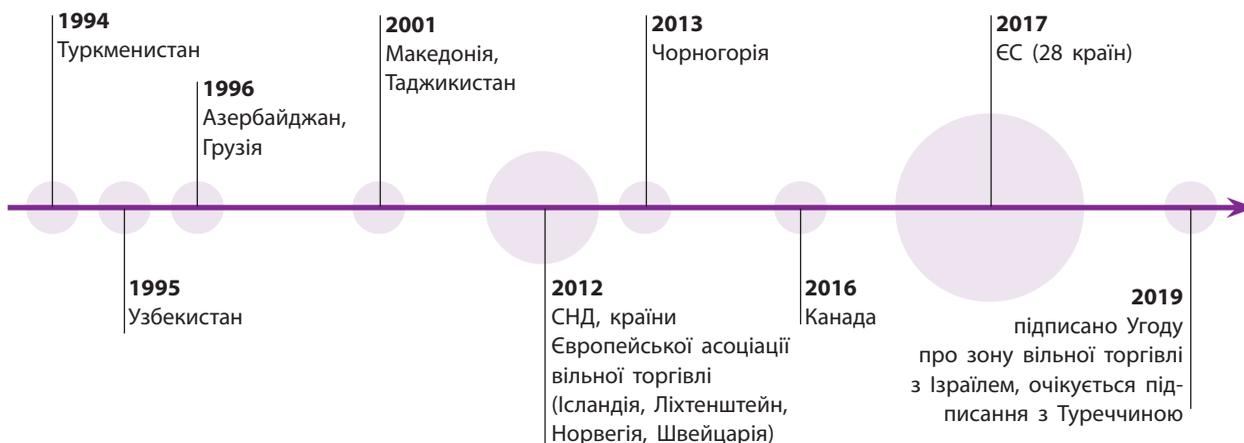 1994
Туркменистан
1996
Азербайджан,
Грузія
2001
Македонія,
Таджикистан
2013
Чорногорія
2017
ЄС (28 країн)
1995
Узбекистан
2012
СНД, країни
Європейської асоціації
вільної торгівлі
(Ісландія, Ліхтенштейн,
Норвегія, Швейцарія)
2016
Канада
2019
підписано Угоду
про зону вільної торгівлі
з Ізраїлем, очікується під-
писання з Туреччиною